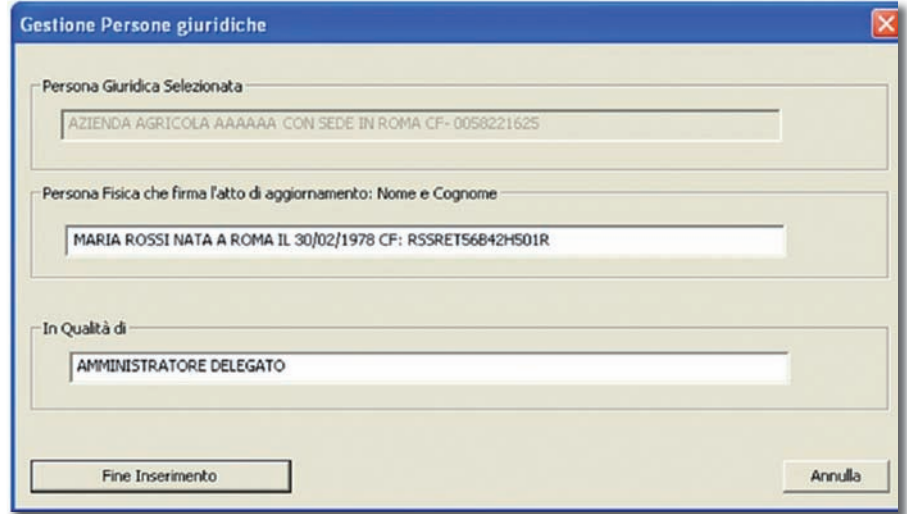 Gestione Persone giuridiche
Persona Giuridica Selezionata
AZIENDA AGRICOLA AAAAAA CON SEDE IN ROMA CF- 0058221625
Persona Fisica che firma l'atto di aggiornamento: Nome e Cognome
MARIA ROSSI NATA A ROMA IL 30/02/1978 CF: RSSRET56B42H501R
In Qualità di
AMMINISTRATORE DELEGATO
Fine Inserimento
Annulla